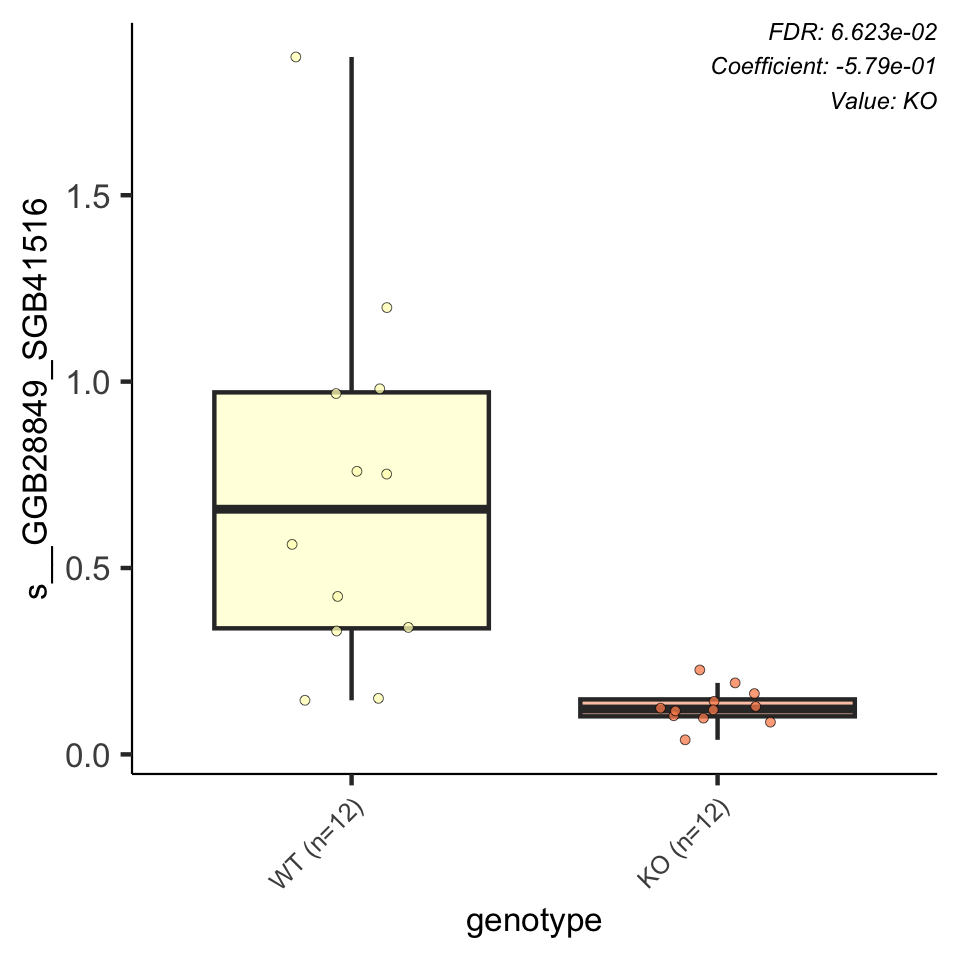 FDR: 6.623e-02
Coefficient: -5.79e-01
Value: KO
s__GGB28849_SGB41516
1.5
1.0
0.5
0.0
WT (n=12)
KO (n=12)
genotype